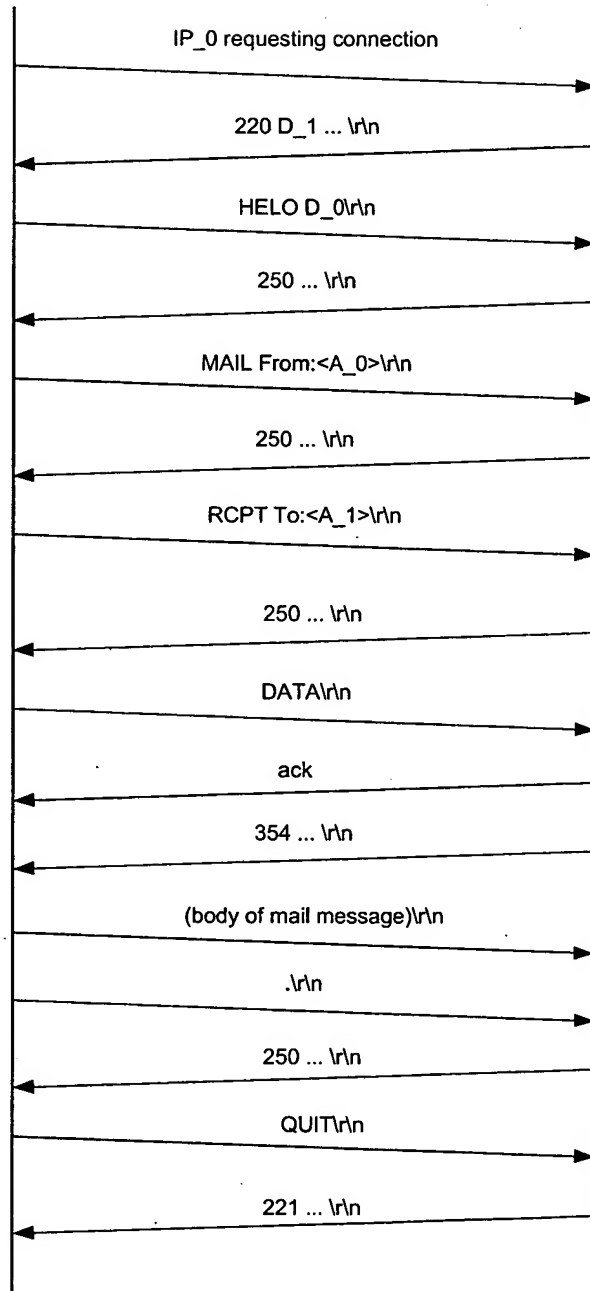 IP_0 requesting connection
220 D_1 ... \r\n
HELO D_0\r\n
250 ... \r\n
MAIL From:<A_0>\r\n
250 ... \r\n
RCPT To:<A_1>\r\n
250 ... \r\n
DATA\r\n
ack
354 ... \r\n
(body of mail message)\r\n
.\r\n
250 ... \r\n
QUIT\r\n
221 ... \r\n